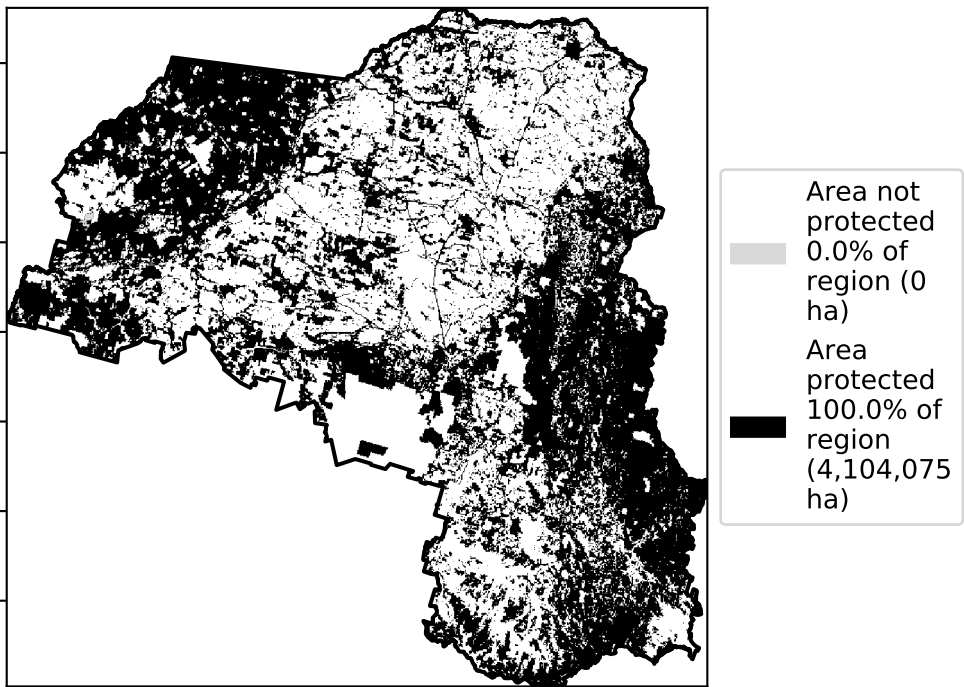 Area not
protected
0.0% of
region (0
ha)
Area
protected
100.0% of
region
(4,104,075
ha)